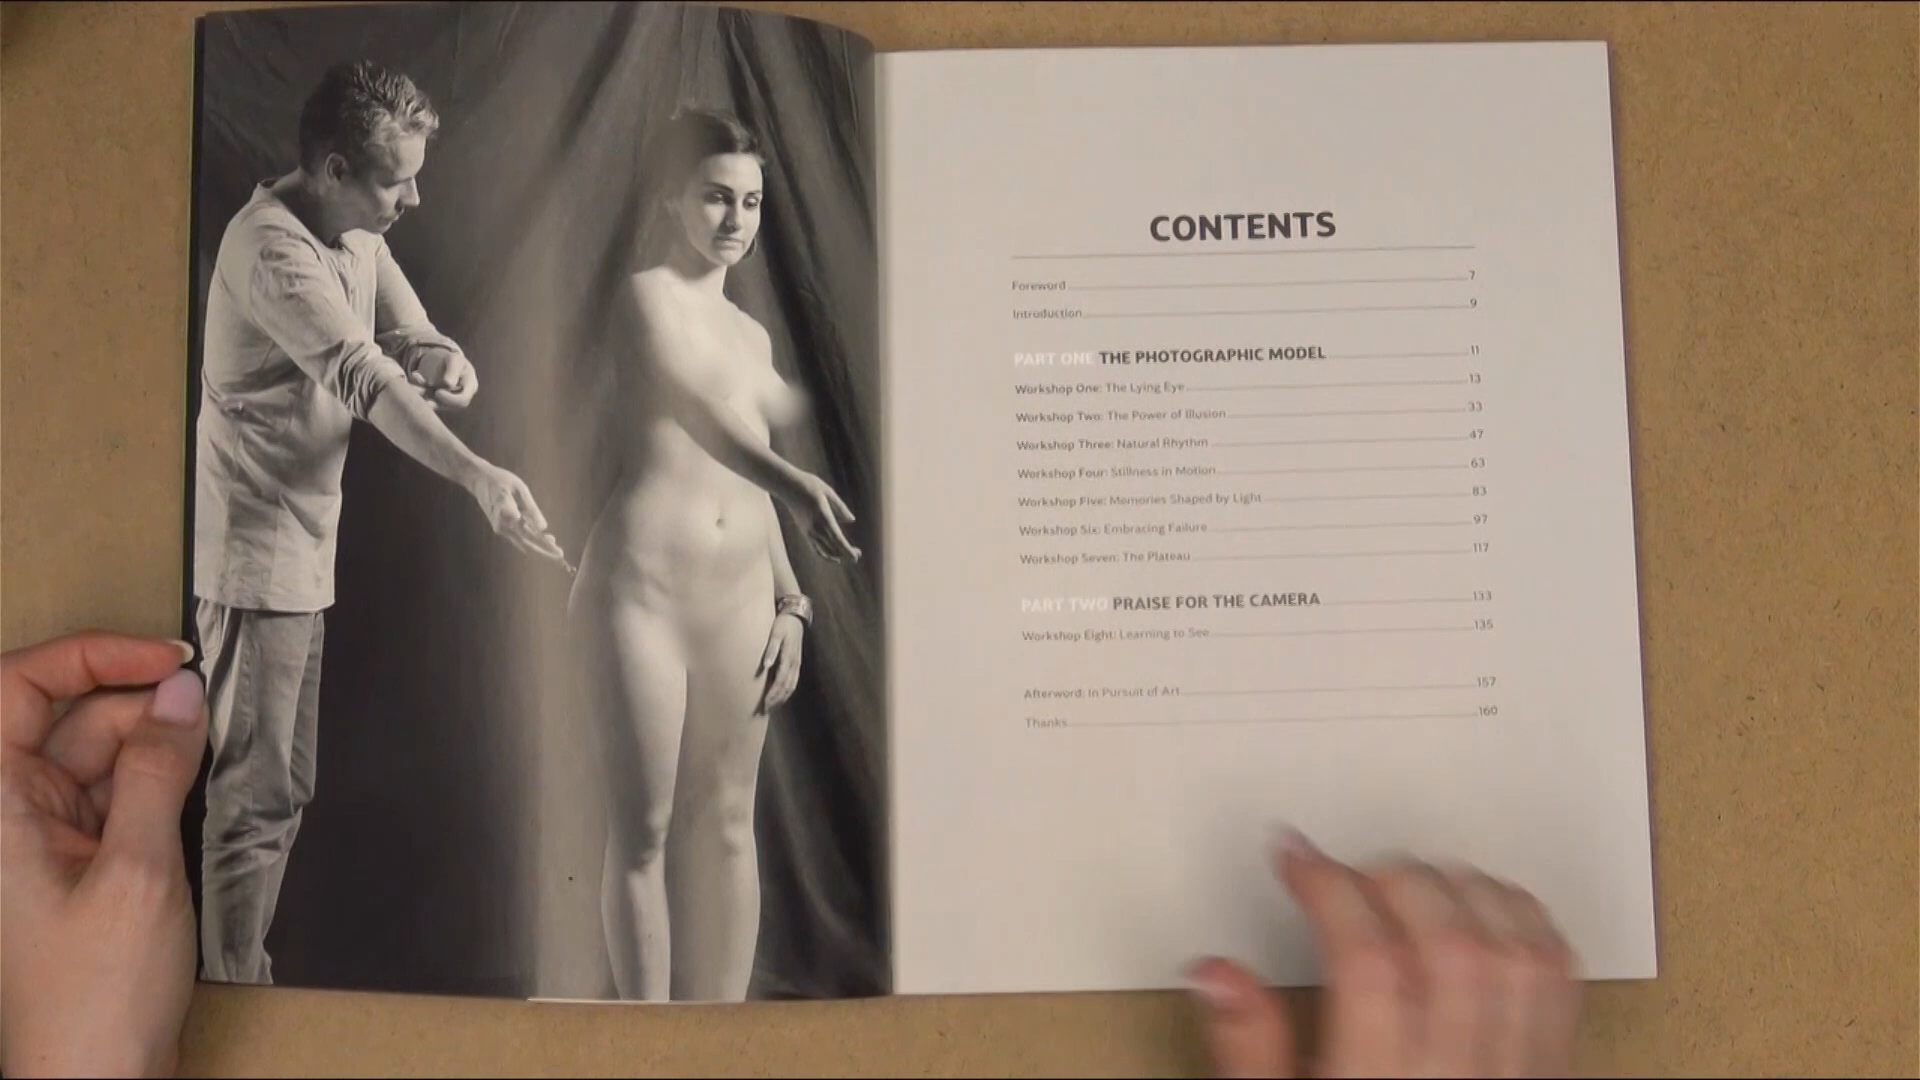 CONTENTS
Foreword 7
Introduction 9
PART ONE THE PHOTOGRAPHIC MODEL 11
Workshop One: The Lying Eye 13
Workshop Two: The Power of Illusion 33
Workshop Three: Natural Rhythm 47
Workshop Four: Stillness in Motion 63
Workshop Five: Memories Shaped by Light 83
Workshop Six: Embracing Failure 97
Workshop Seven: The Plateau 117
PART TWO PRAISE FOR THE CAMERA 133
Workshop Eight: Learning to See 135
Afterword: In Pursuit of Art 157
Thanks 160